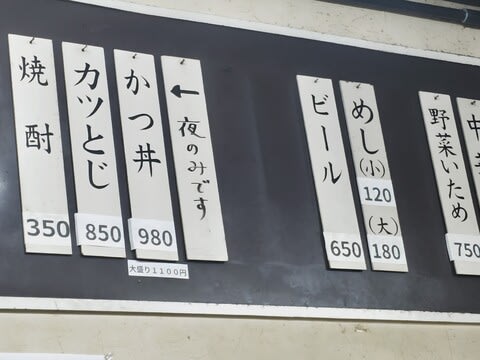 焼酎
350
カツとじ
850
かつ丼
980
大盛り1100円
←夜のみです
ビール
650
めし(小)
120
(大)
180
野菜いため
750
中華